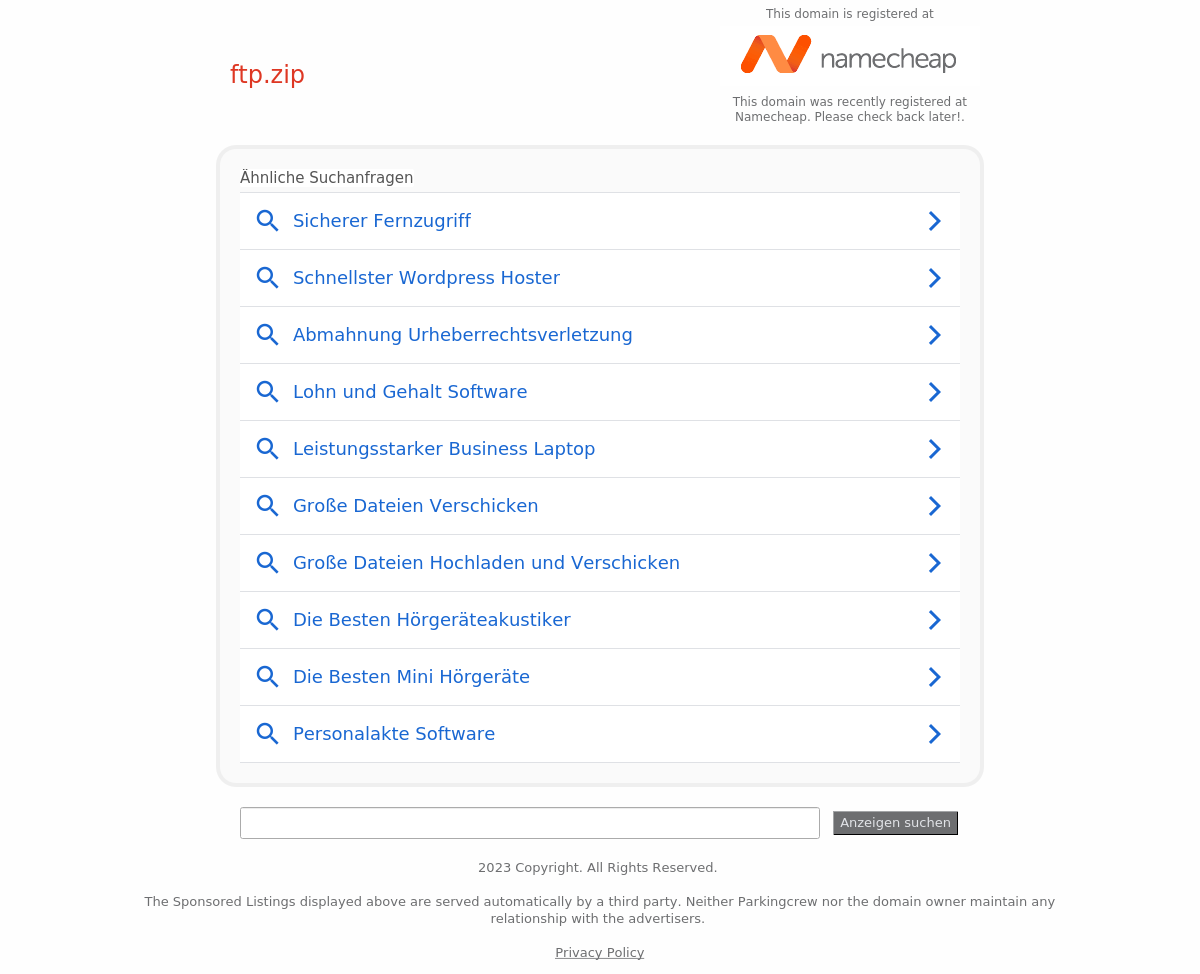 This domain is registered at
namecheap
ftp.zip
This domain was recently registered at
Namecheap. Please check back later!.
Ähnliche Suchanfragen
Sicherer Fernzugriff
Schnellster Wordpress Hoster
Abmahnung Urheberrechtsverletzung
Lohn und Gehalt Software
Leistungsstarker Business Laptop
Große Dateien Verschicken
Große Dateien Hochladen und Verschicken
Die Besten Hörgeräteakustiker
Die Besten Mini Hörgeräte
Personalakte Software
Anzeigen suchen
2023 Copyright. All Rights Reserved.
The Sponsored Listings displayed above are served automatically by a third party. Neither Parkingcrew nor the domain owner maintain any
relationship with the advertisers.
Privacy Policy